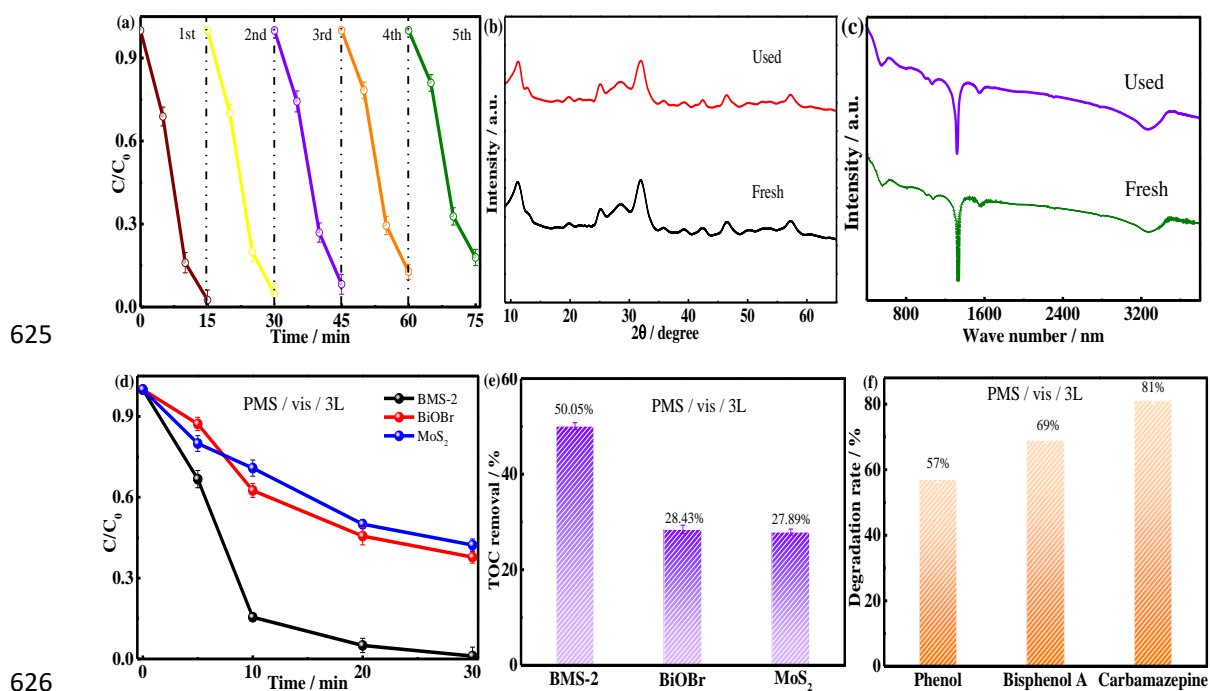 (a)
1st
2nd
3rd
4th
5th
0.9
0.6
0.3
0.0
C/C₀
0
15
30
45
60
75
Time / min
(b)
Used
Fresh
Intensity / a.u.
10
20
30
40
50
60
2θ / degree
(c)
Used
Fresh
Intensity / a.u.
800
1600
2400
3200
Wave number / nm
625
(d)
PMS / vis / 3L
BMS-2
BiOBr
MoS₂
0.9
0.6
0.3
0.0
C/C₀
0
10
20
30
Time / min
(e)
PMS / vis / 3L
60
40
20
0
TOC removal / %
50.05%
28.43%
27.89%
BMS-2
BiOBr
MoS₂
(f)
PMS / vis / 3L
80
60
40
20
0
Degradation rate / %
57%
69%
81%
Phenol
Bisphenol A
Carbamazepine
626